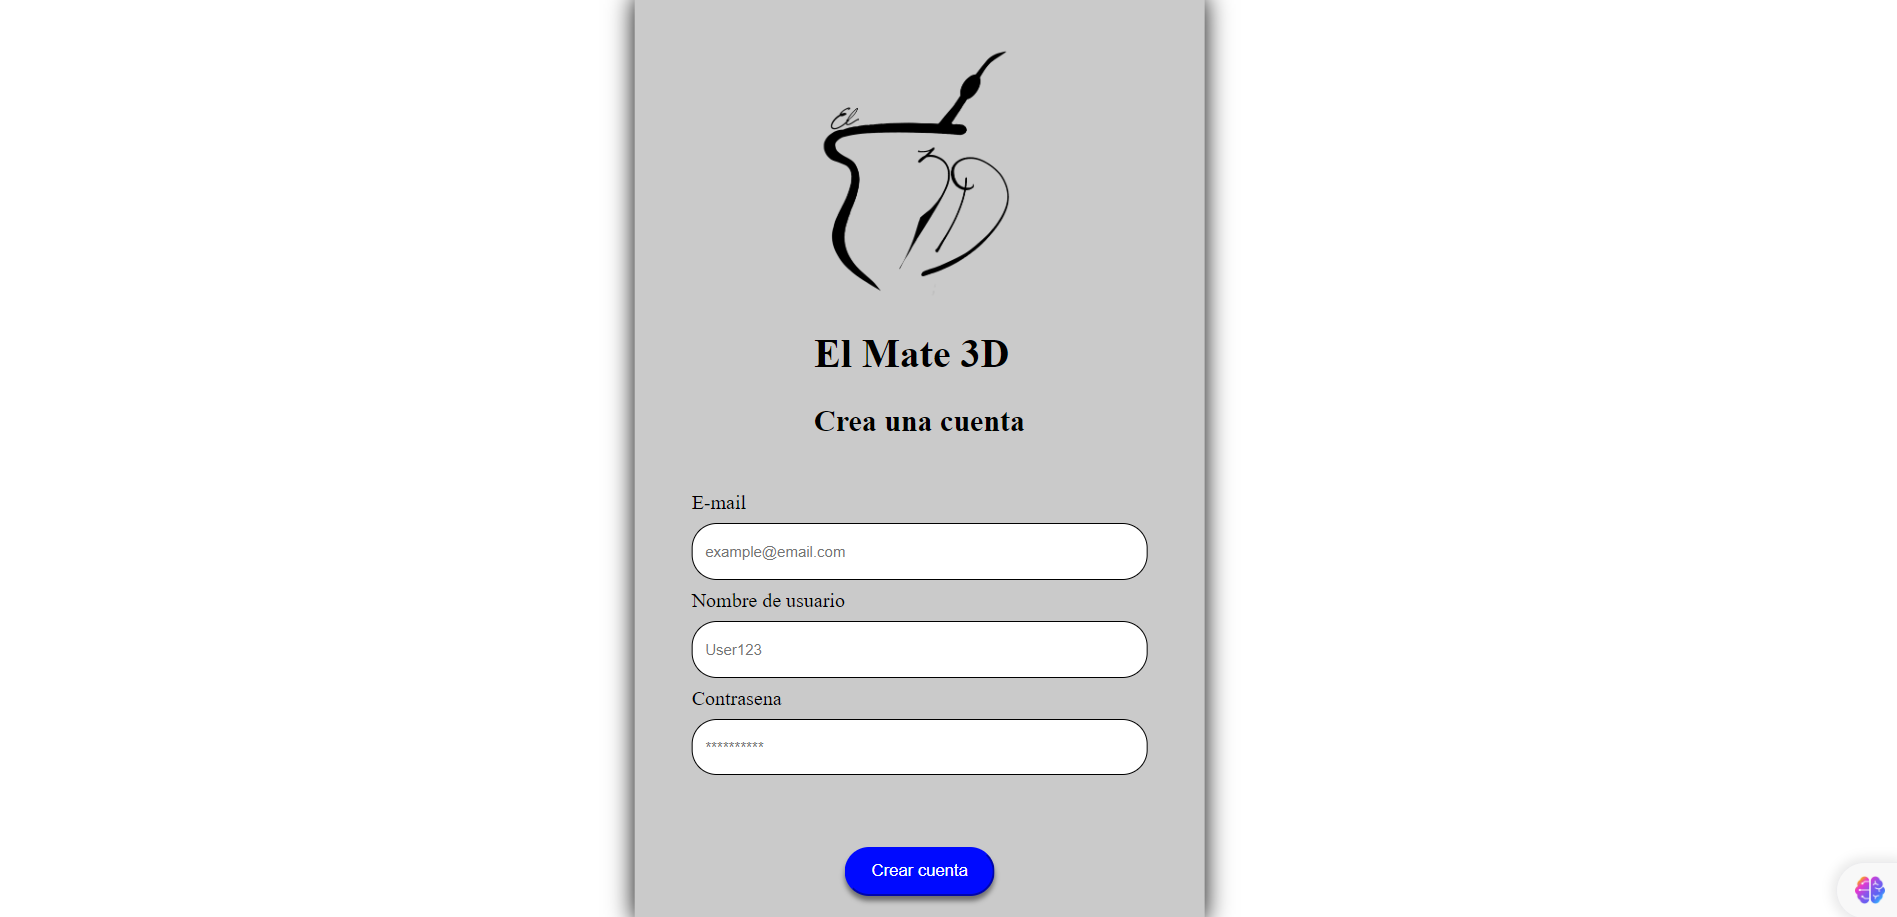 El
3D
El Mate 3D
Crea una cuenta
E-mail
example@email.com
Nombre de usuario
User123
Contrasena
**********
Crear cuenta